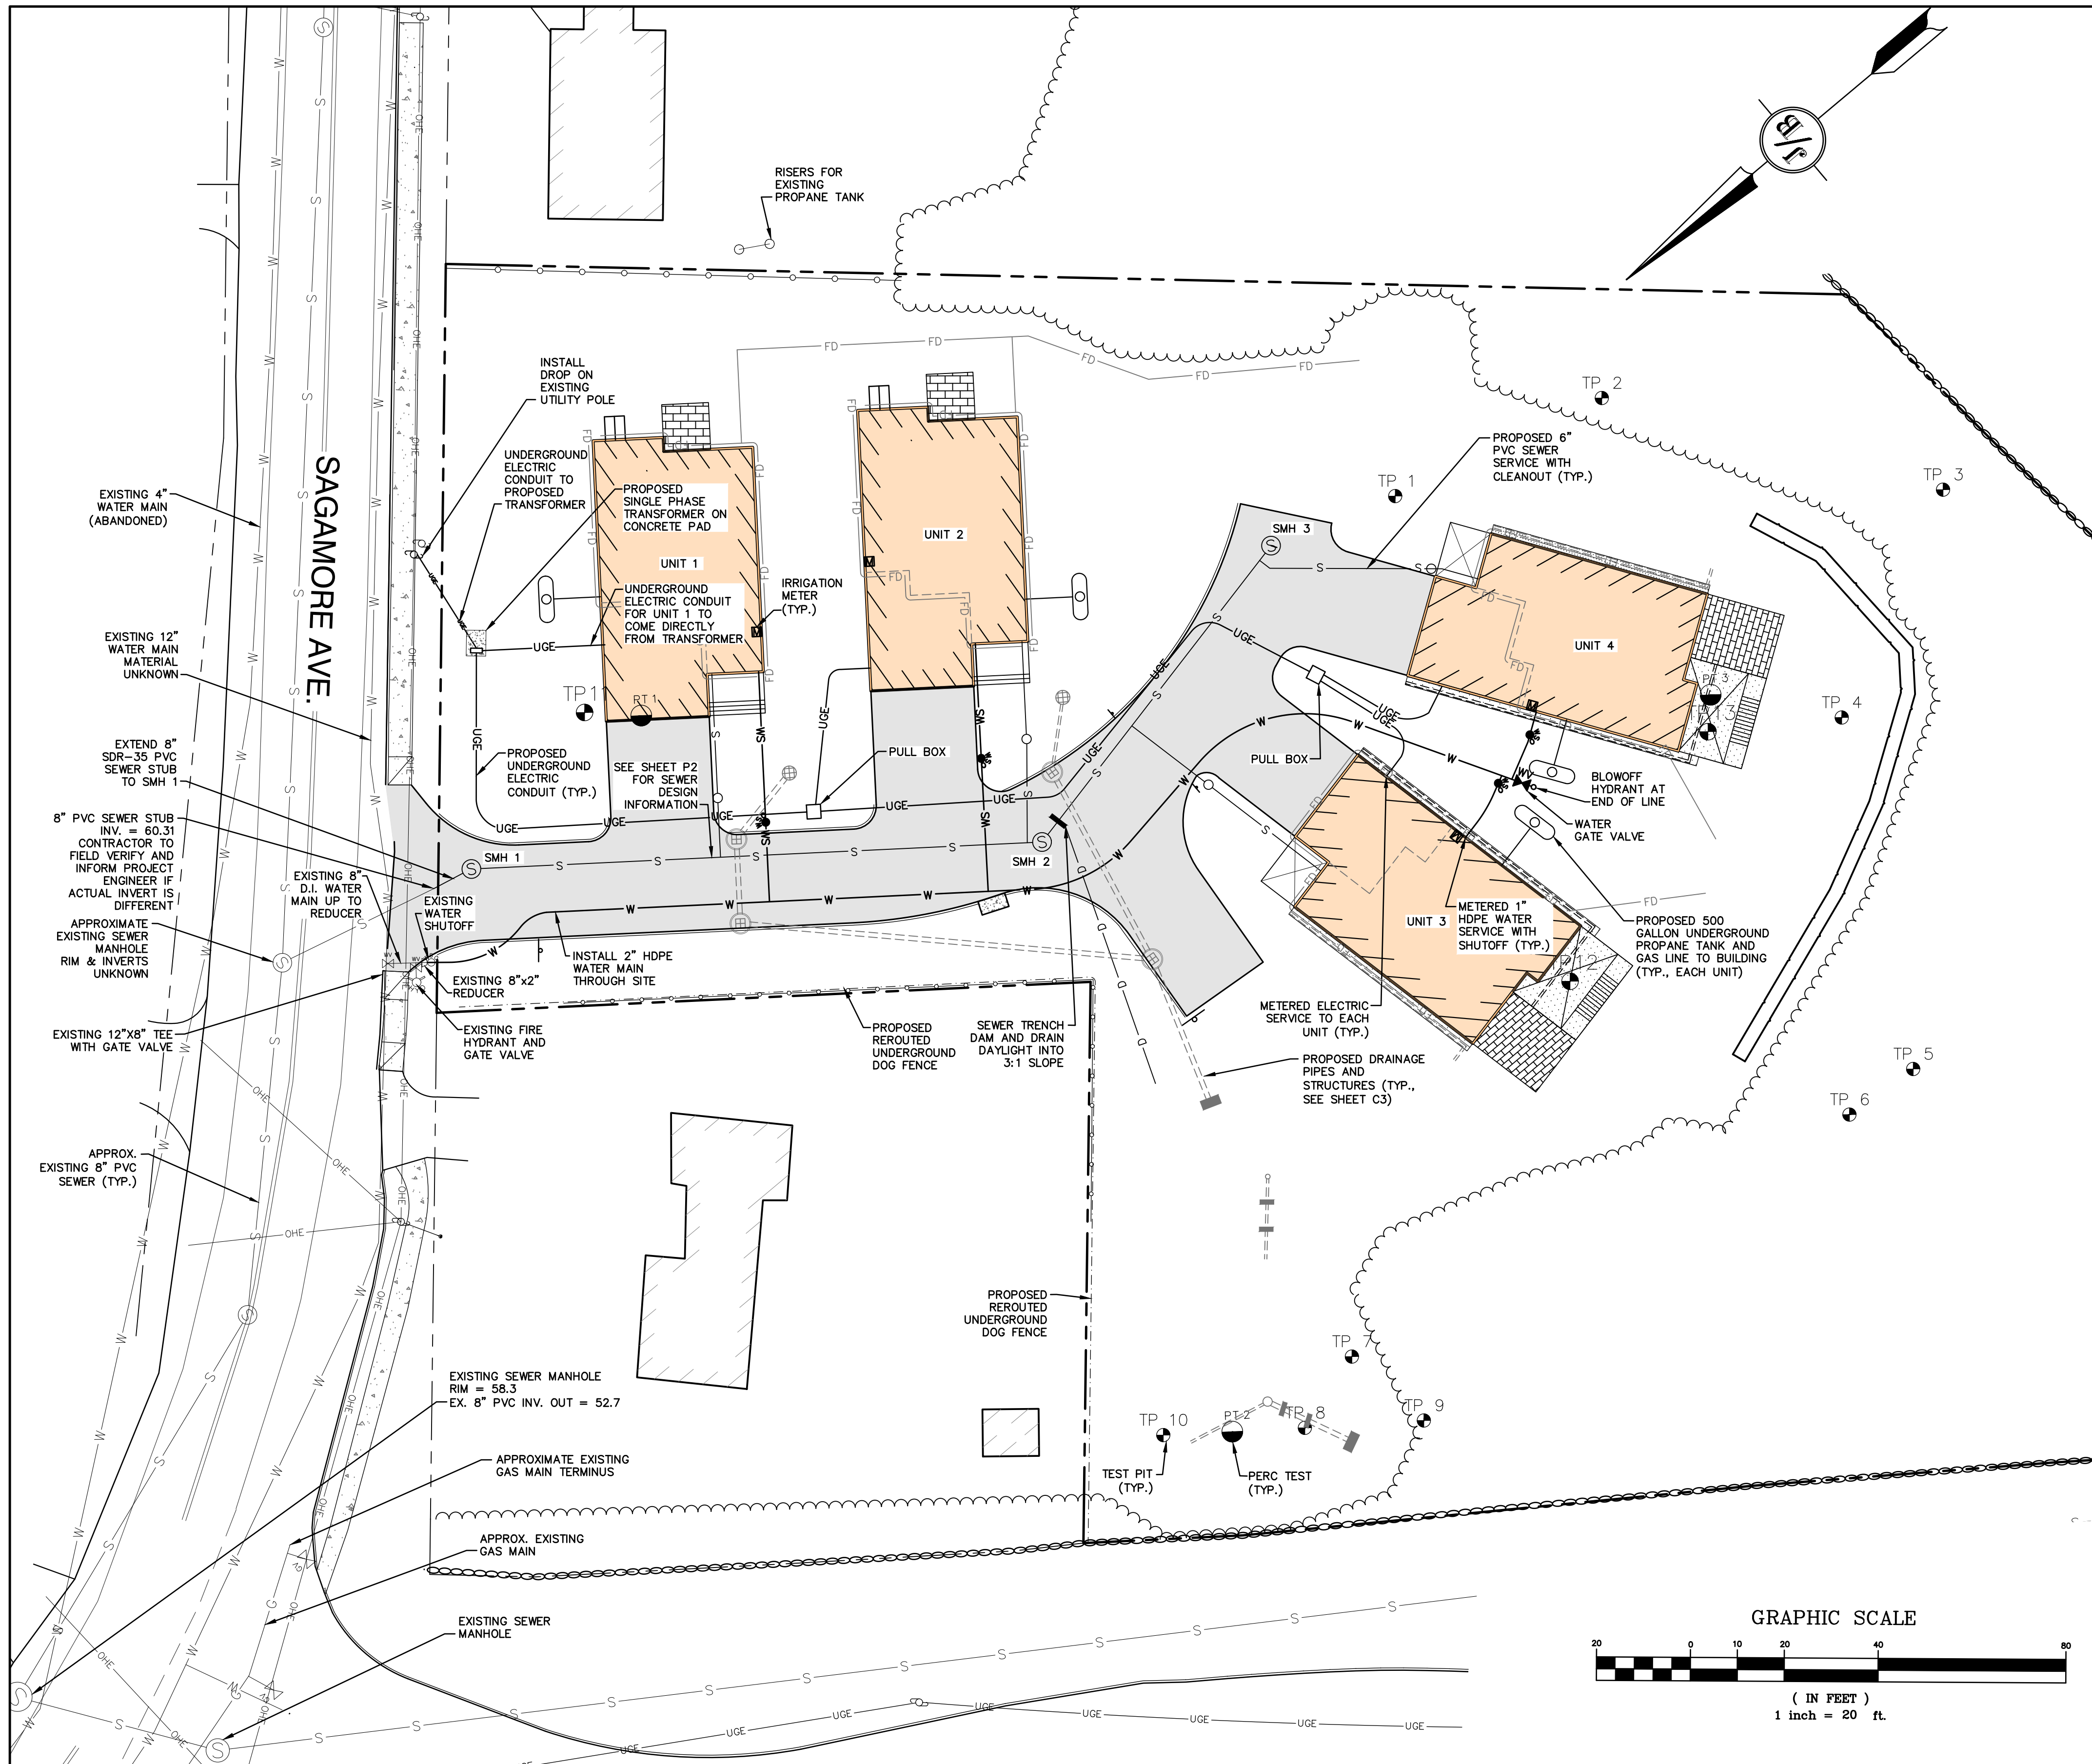 RISERS FOR
EXISTING
PROPANE TANK
J/B
INSTALL
DROP ON
EXISTING
UTILITY POLE
UNDERGROUND
ELECTRIC
CONDUIT TO
PROPOSED
TRANSFORMER
PROPOSED
SINGLE PHASE
TRANSFORMER ON
CONCRETE PAD
EXISTING 4"
WATER MAIN
(ABANDONED)
SAGAMORE AVE.
UNIT 1
UNIT 2
UNDERGROUND
ELECTRIC CONDUIT
FOR UNIT 1 TO
COME DIRECTLY
FROM TRANSFORMER
IRRIGATION
METER
(TYP.)
SMH 3
PROPOSED 6"
PVC SEWER
SERVICE WITH
CLEANOUT (TYP.)
TP 1
TP 2
TP 3
UNIT 4
PT 3
TP 4
EXISTING 12"
WATER MAIN
MATERIAL
UNKNOWN
TP 11
PT 1
EXTEND 8"
SDR-35 PVC
SEWER STUB
TO SMH 1
PROPOSED
UNDERGROUND
ELECTRIC
CONDUIT (TYP.)
SEE SHEET P2
FOR SEWER
DESIGN
INFORMATION
PULL BOX
PULL BOX
BLOWOFF
HYDRANT AT
END OF LINE
WATER
GATE VALVE
8" PVC SEWER STUB
INV. = 60.31
CONTRACTOR TO
FIELD VERIFY AND
INFORM PROJECT
ENGINEER IF
ACTUAL INVERT IS
DIFFERENT
SMH 1
SMH 2
EXISTING 8"
D.I. WATER
MAIN UP TO
REDUCER
EXISTING
WATER
SHUTOFF
APPROXIMATE
EXISTING SEWER
MANHOLE
RIM & INVERTS
UNKNOWN
INSTALL 2" HDPE
WATER MAIN
THROUGH SITE
EXISTING 8"x2"
REDUCER
UNIT 3
METERED 1"
HDPE WATER
SERVICE WITH
SHUTOFF (TYP.)
PROPOSED 500
GALLON UNDERGROUND
PROPANE TANK AND
GAS LINE TO BUILDING
(TYP., EACH UNIT)
EXISTING 12"X8" TEE
WITH GATE VALVE
EXISTING FIRE
HYDRANT AND
GATE VALVE
PROPOSED
REROUTED
UNDERGROUND
DOG FENCE
SEWER TRENCH
DAM AND DRAIN
DAYLIGHT INTO
3:1 SLOPE
METERED ELECTRIC
SERVICE TO EACH
UNIT (TYP.)
PROPOSED DRAINAGE
PIPES AND
STRUCTURES (TYP.,
SEE SHEET C3)
TP 5
TP 6
APPROX.
EXISTING 8" PVC
SEWER (TYP.)
PROPOSED
REROUTED
UNDERGROUND
DOG FENCE
TP 7
EXISTING SEWER MANHOLE
RIM = 58.3
EX. 8" PVC INV. OUT = 52.7
TP 10
PT 2
TP 8
TP 9
APPROXIMATE EXISTING
GAS MAIN TERMINUS
TEST PIT
(TYP.)
PERC TEST
(TYP.)
APPROX. EXISTING
GAS MAIN
EXISTING SEWER
MANHOLE
GRAPHIC SCALE
20 0 10 20 40 80
( IN FEET )
1 inch = 20 ft.